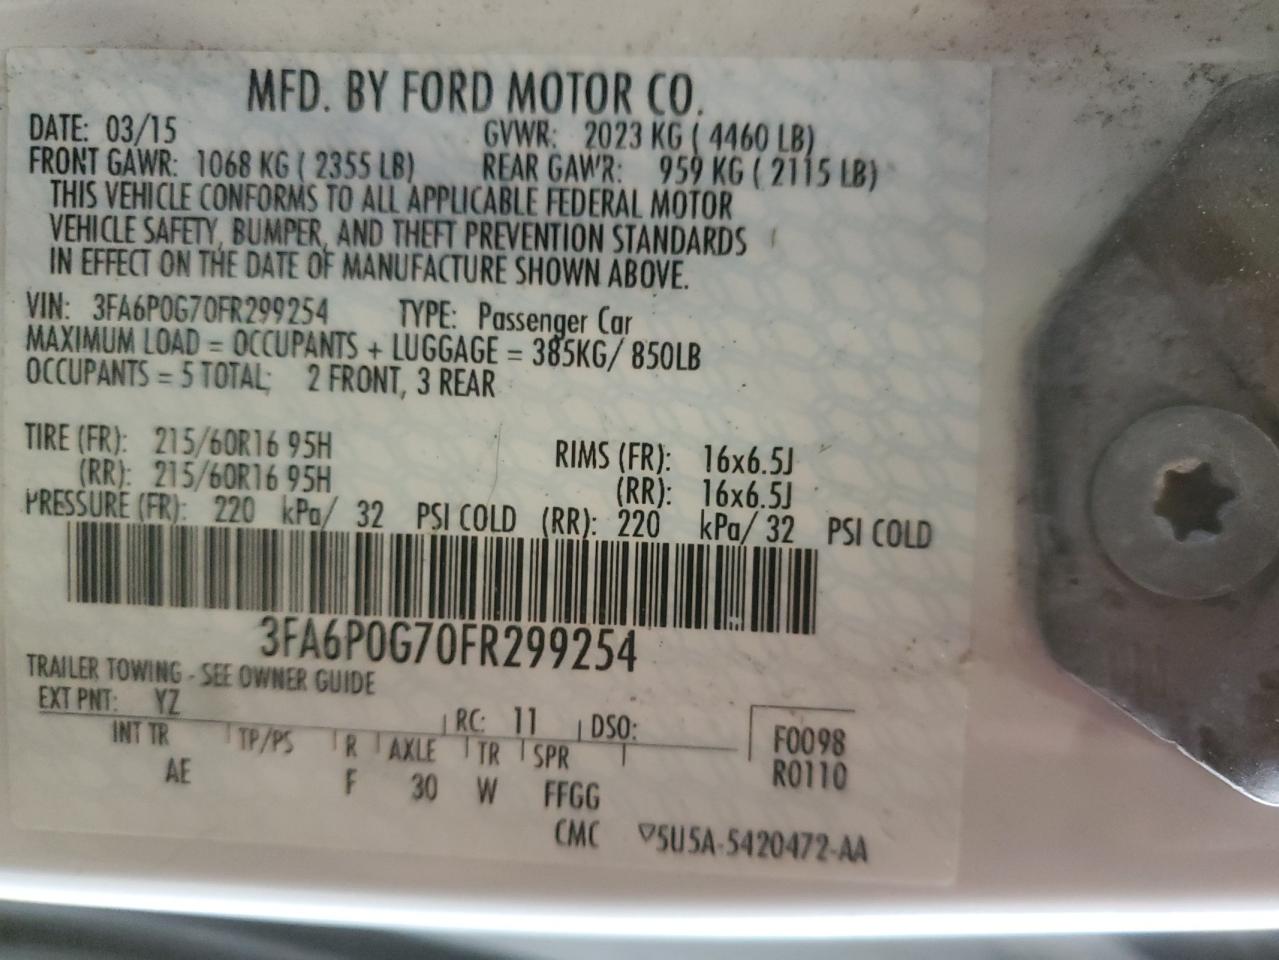 MFD. BY FORD MOTOR CO.
DATE: 03/15 GVWR: 2023 KG ( 4460 LB)
FRONT GAWR: 1068 KG ( 2355 LB) REAR GAWR: 959 KG ( 2115 LB)
THIS VEHICLE CONFORMS TO ALL APPLICABLE FEDERAL MOTOR
VEHICLE SAFETY, BUMPER, AND THEFT PREVENTION STANDARDS
IN EFFECT ON THE DATE OF MANUFACTURE SHOWN ABOVE.
VIN: 3FA6P0G70FR299254 TYPE: Passenger Car
MAXIMUM LOAD = OCCUPANTS + LUGGAGE = 385KG/ 850LB
OCCUPANTS = 5 TOTAL; 2 FRONT, 3 REAR
TIRE (FR): 215/60R16 95H RIMS (FR): 16x6.5J
(RR): 215/60R16 95H (RR): 16x6.5J
PRESSURE (FR): 220 kPa/ 32 PSI COLD (RR): 220 kPa/ 32 PSI COLD
3FA6P0G70FR299254
TRAILER TOWING - SEE OWNER GUIDE
EXT PNT: YZ RC: 11 DSO: F0098
INT TR TP/PS R AXLE TR SPR R0110
AE F 30 W FFGG
CMC ▽5U5A-5420472-AA